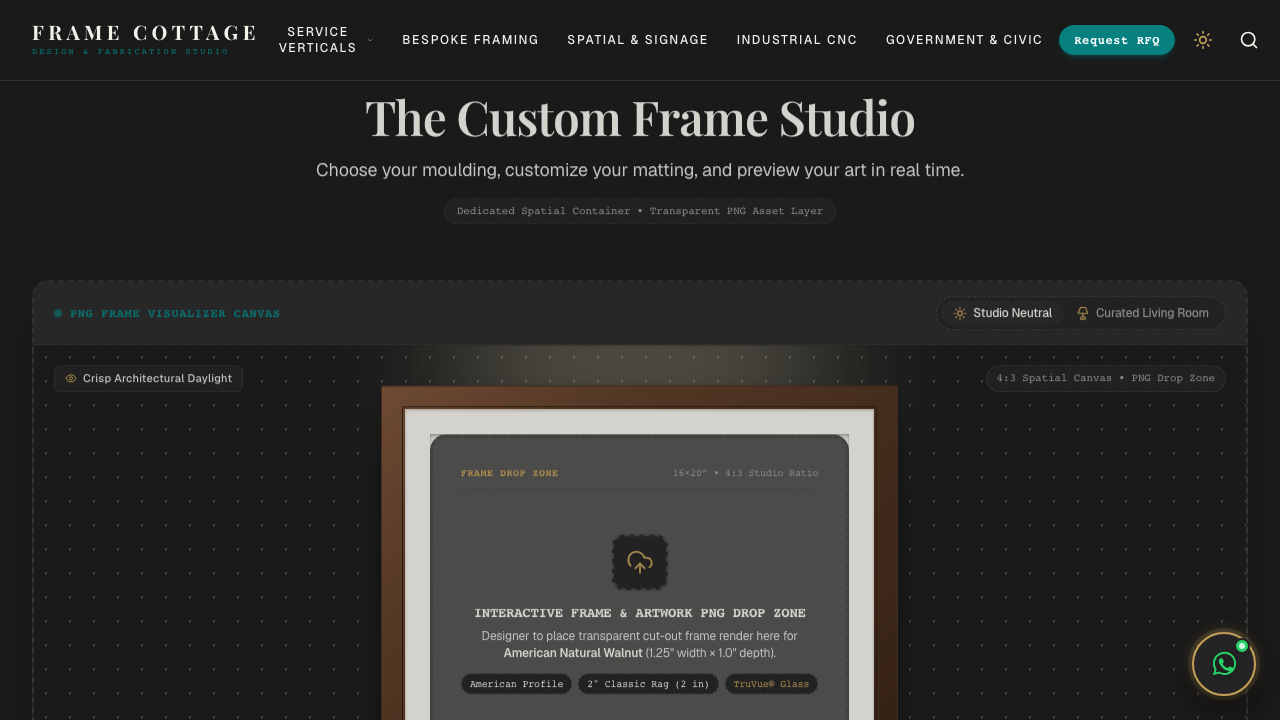 FRAME COTTAGE
DESIGN & FABRICATION STUDIO
SERVICE
VERTICALS
BESPOKE FRAMING
SPATIAL & SIGNAGE
INDUSTRIAL CNC
GOVERNMENT & CIVIC
Request RFQ
The Custom Frame Studio
Choose your moulding, customize your matting, and preview your art in real time.
Dedicated Spatial Container • Transparent PNG Asset Layer
PNG FRAME VISUALIZER CANVAS
Studio Neutral
Curated Living Room
Crisp Architectural Daylight
4:3 Spatial Canvas • PNG Drop Zone
FRAME DROP ZONE
16×20" • 4:3 Studio Ratio
INTERACTIVE FRAME & ARTWORK PNG DROP ZONE
Designer to place transparent cut-out frame render here for
American Natural Walnut (1.25" width × 1.0" depth).
American Profile
2" Classic Rag (2 in)
TruVue® Glass